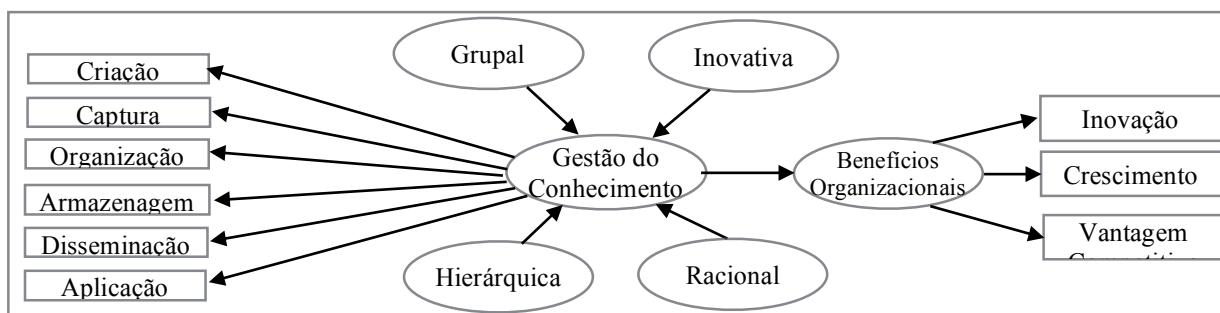 Criação
Captura
Organização
Armazenagem
Disseminação
Aplicação
Grupal
Inovativa
Gestão do
Conhecimento
Hierárquica
Racional
Benefícios
Organizacionais
Inovação
Crescimento
Vantagem